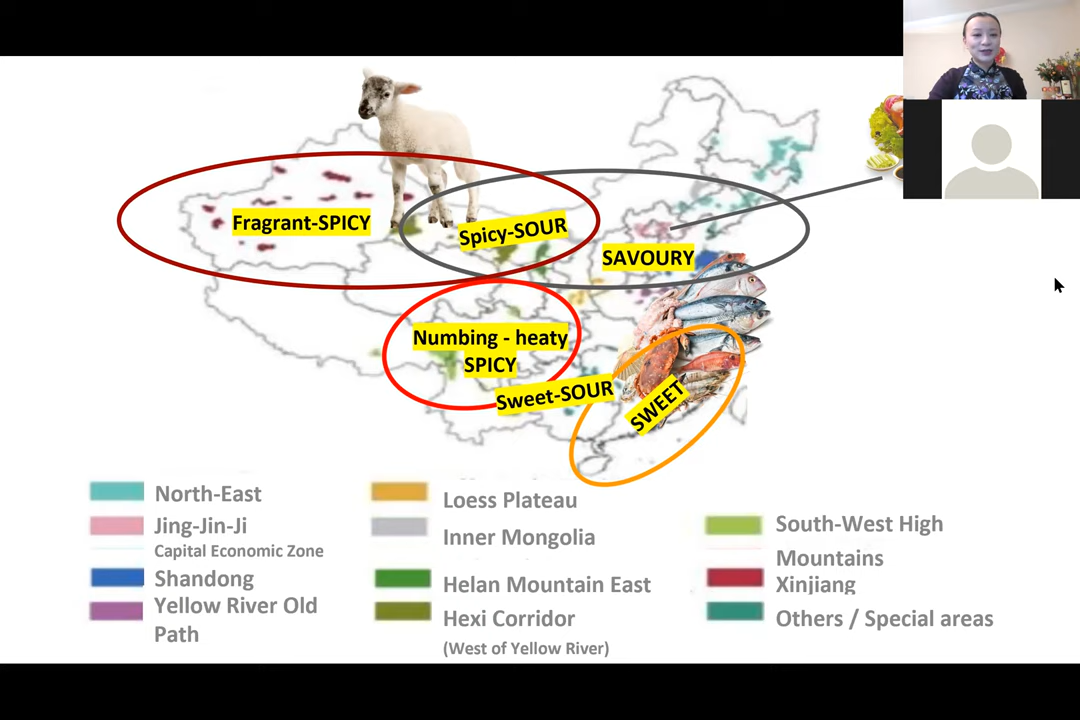 Fragrant-SPICY
Spicy-SOUR
SAVOURY
Numbing - heaty
SPICY
Sweet-SOUR
SWEET
North-East
Jing-Jin-Ji
Capital Economic Zone
Shandong
Yellow River Old
Path
Loess Plateau
Inner Mongolia
Helan Mountain East
Hexi Corridor
(West of Yellow River)
South-West High
Mountains
Xinjiang
Others / Special areas